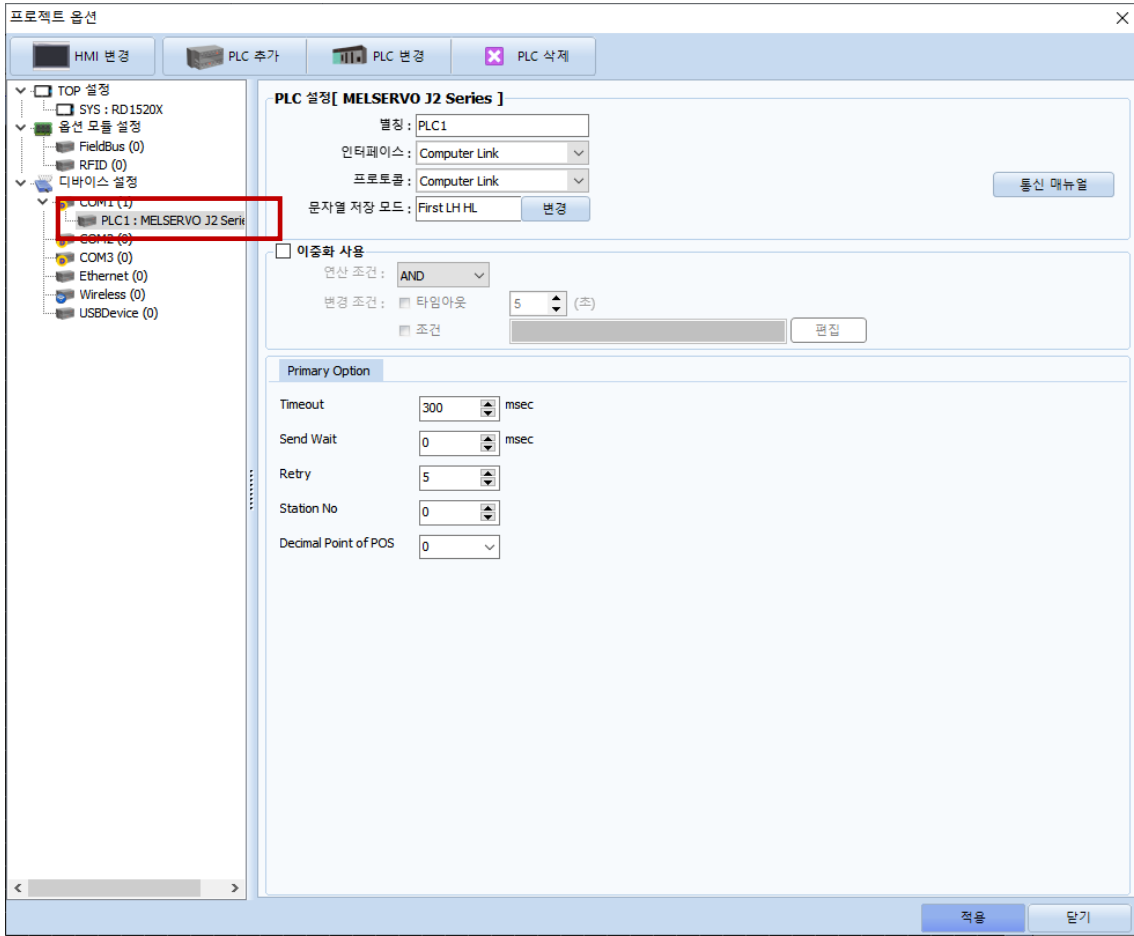 프로젝트 옵션
HMI 변경
PLC 추가
PLC 변경
PLC 삭제
TOP 설정
SYS : RD1520X
옵션 모듈 설정
FieldBus (0)
RFID (0)
디바이스 설정
COM1 (1)
PLC1 : MELSERVO J2 Serie
COM2 (0)
COM3 (0)
Ethernet (0)
Wireless (0)
USBDevice (0)
PLC 설정[ MELSERVO J2 Series ]
별칭 : PLC1
인터페이스 : Computer Link
프로토콜 : Computer Link
통신 매뉴얼
문자열 저장 모드 : First LH HL 변경
이중화 사용
연산 조건 : AND
변경 조건 : 타임아웃 5 (초)
조건 편집
Primary Option
Timeout 300 msec
Send Wait 0 msec
Retry 5
Station No 0
Decimal Point of POS 0
적용 닫기